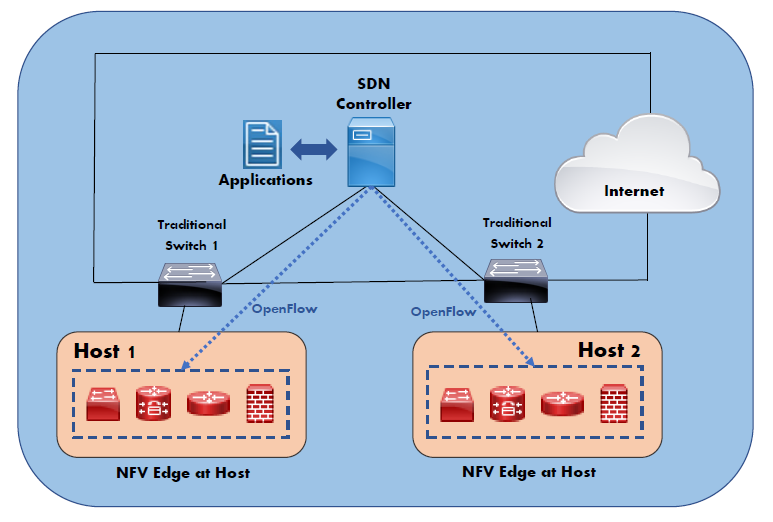 SDN
Controller
Applications
Internet
Traditional
Switch 1
Traditional
Switch 2
OpenFlow
OpenFlow
Host 1
Host 2
NFV Edge at Host
NFV Edge at Host